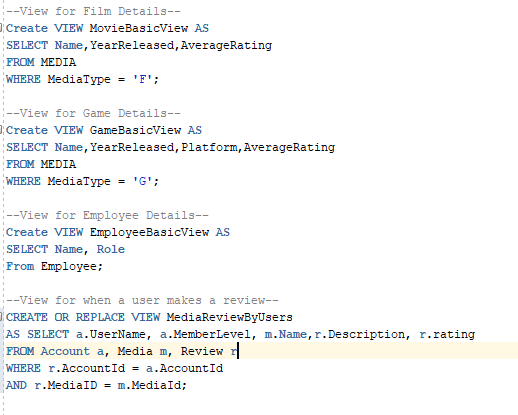 --View for Film Details--
Create VIEW MovieBasicView AS
SELECT Name,YearReleased,AverageRating
FROM MEDIA
WHERE MediaType = 'F';
--View for Game Details--
Create VIEW GameBasicView AS
SELECT Name,YearReleased,Platform,AverageRating
FROM MEDIA
WHERE MediaType = 'G';
--View for Employee Details--
Create VIEW EmployeeBasicView AS
SELECT Name, Role
From Employee;
--View for when a user makes a review--
CREATE OR REPLACE VIEW MediaReviewByUsers
AS SELECT a.UserName, a.MemberLevel, m.Name,r.Description, r.rating
FROM Account a, Media m, Review r
WHERE r.AccountId = a.AccountId
AND r.MediaID = m.MediaId;